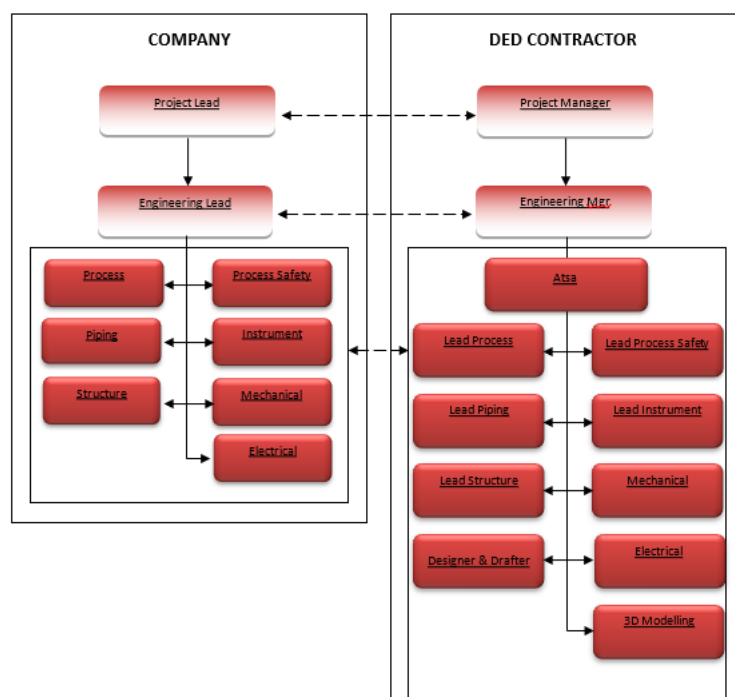 COMPANY
Project Lead
Engineering Lead
Process
Process Safety
Piping
Instrument
Structure
Mechanical
Electrical
DED CONTRACTOR
Project Manager
Engineering Mgr.
Atsa
Lead Process
Lead Process Safety
Lead Piping
Lead Instrument
Lead Structure
Mechanical
Designer & Drafter
Electrical
3D Modelling